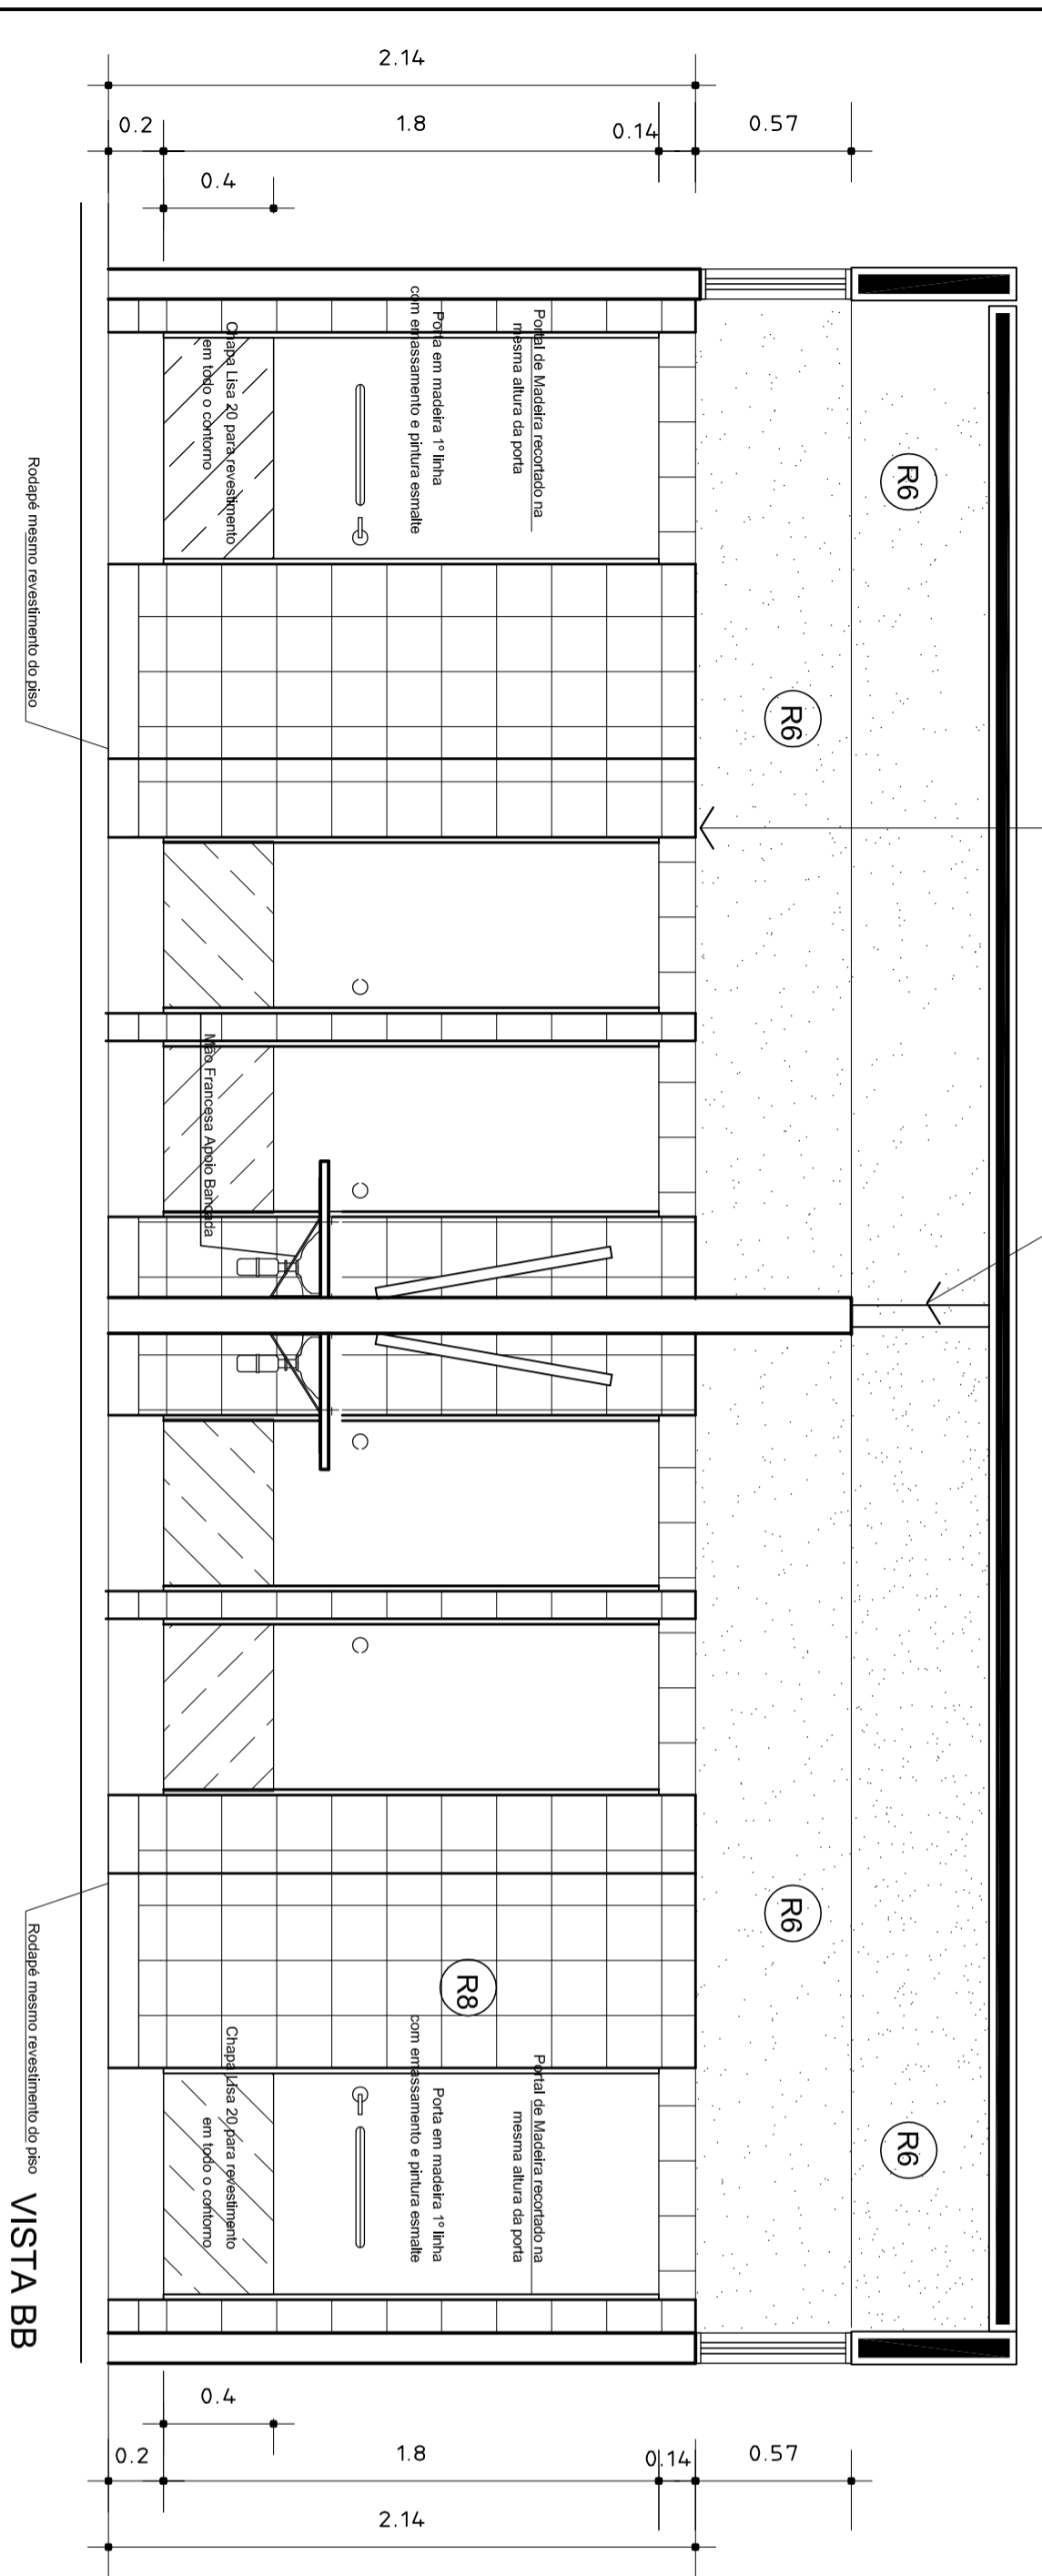 2.14
0.2
1.8
0.14
0.57
0.4
Portal de Madeira recortado na
mesma altura da porta
Porta em madeira 1º linha
com emassamento e pintura esmalte
Chapa Lisa 20 para revestimento
em todo o contorno
Rodapé mesmo revestimento do piso
R6
R6
Mão Francesa Apoio Bancada
R6
R8
R6
Portal de Madeira recortado na
mesma altura da porta
Porta em madeira 1º linha
com emassamento e pintura esmalte
Chapa Lisa 20 para revestimento
em todo o contorno
Rodapé mesmo revestimento do piso
VISTA BB
0.4
0.2
1.8
0.14
0.57
2.14